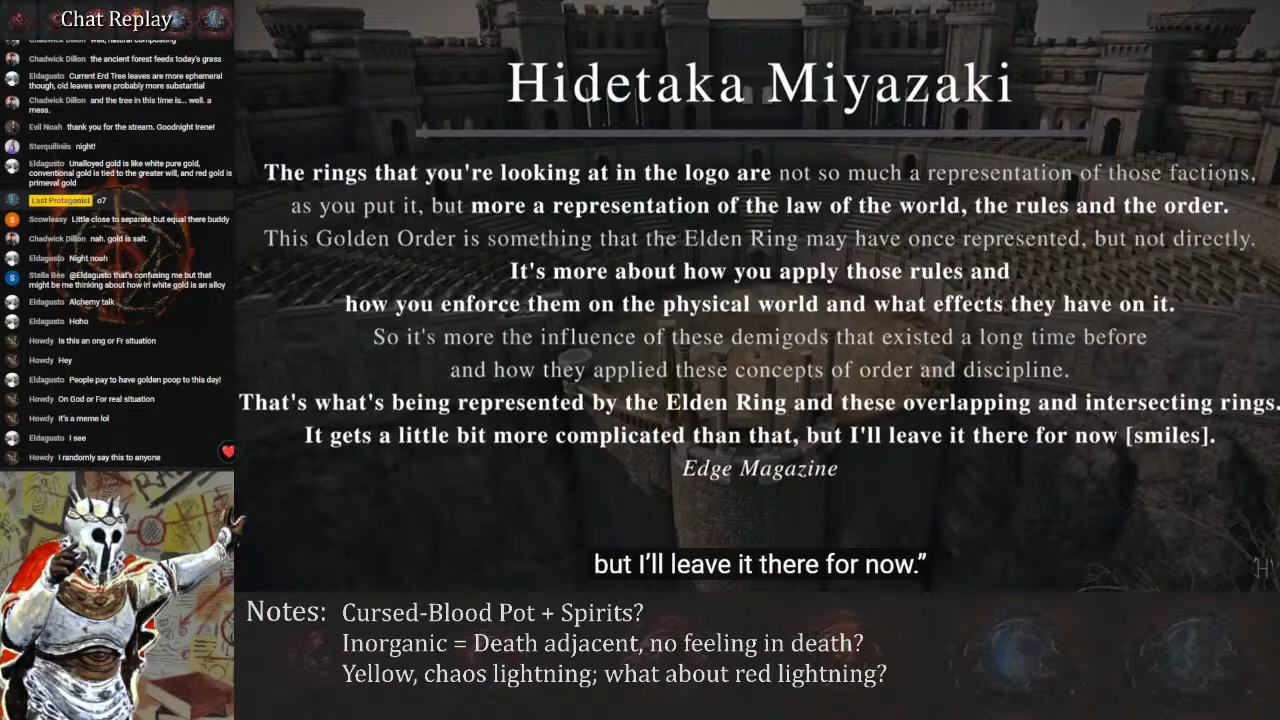 Chat Replay
Chadwick Dillon well, natural composting
Chadwick Dillon the ancient forest feeds today's grass
Eldagusto Current Erd Tree leaves are more ephemeral
though, old leaves were probably more substantial
Chadwick Dillon and the tree in this time is... well. a
mess.
Evil Noah thank you for the stream. Goodnight Irene!
Sterquiliniis night!
Eldagusto Unalloyed gold is like white pure gold,
conventional gold is tied to the greater will, and red gold is
primeval gold
Last Protagonist o7
Scowleasy Little close to separate but equal there buddy
Chadwick Dillon nah. gold is salt.
Eldagusto Night noah
Stella Bee @Eldagusto that's confusing me but that
might be me thinking about how irl white gold is an alloy
Eldagusto Alchemy talk
Eldagusto Hoho
Howdy Is this an ong or Fr situation
Howdy Hey
Eldagusto People pay to have golden poop to this day!
Howdy On God or For real situation
Howdy It's a meme lol
Eldagusto I see
Howdy I randomly say this to anyone
Hidetaka Miyazaki
The rings that you're looking at in the logo are not so much a representation of those factions,
as you put it, but more a representation of the law of the world, the rules and the order.
This Golden Order is something that the Elden Ring may have once represented, but not directly.
It's more about how you apply those rules and
how you enforce them on the physical world and what effects they have on it.
So it's more the influence of these demigods that existed a long time before
and how they applied these concepts of order and discipline.
That's what's being represented by the Elden Ring and these overlapping and intersecting rings.
It gets a little bit more complicated than that, but I'll leave it there for now [smiles].
Edge Magazine
but I'll leave it there for now.”
Notes: Cursed-Blood Pot + Spirits?
Inorganic = Death adjacent, no feeling in death?
Yellow, chaos lightning; what about red lightning?